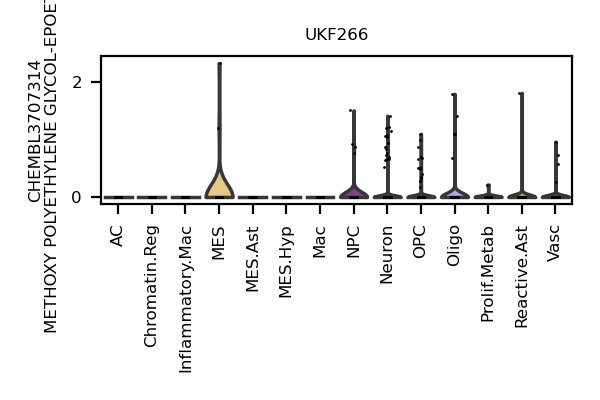 UKF266
CHEMBL3707314
METHOXY POLYETHYLENE GLYCOL-EPOET
2
0
AC
Chromatin.Reg
Inflammatory.Mac
MES
MES.Ast
MES.Hyp
Mac
NPC
Neuron
OPC
Oligo
Prolif.Metab
Reactive.Ast
Vasc